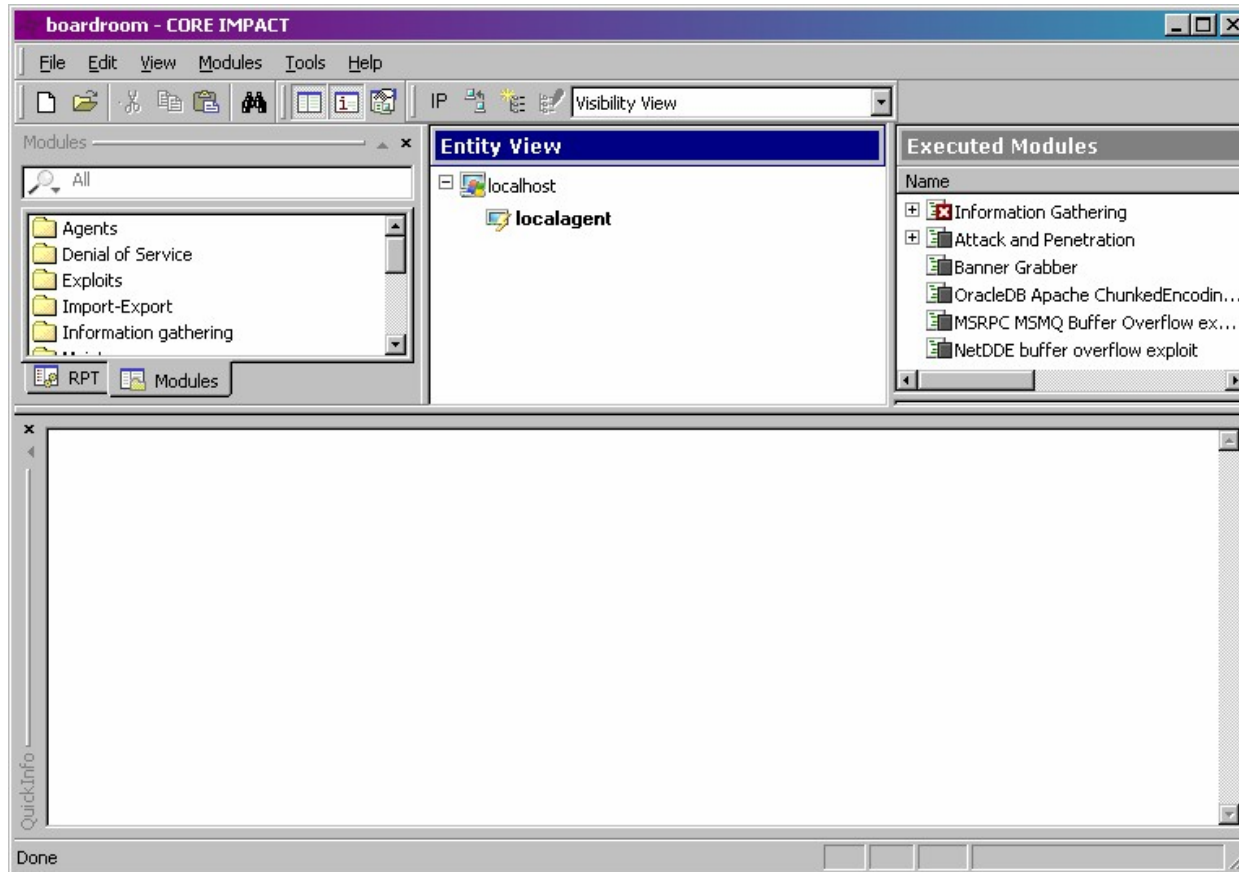 boardroom - CORE IMPACT
File Edit View Modules Tools Help
IP Visibility View
Modules
All
Agents
Denial of Service
Exploits
Import-Export
Information gathering
RPT Modules
Entity View
localhost
localagent
Executed Modules
Name
Information Gathering
Attack and Penetration
Banner Grabber
OracleDB Apache ChunkedEncodin...
MSRPC MSMQ Buffer Overflow ex...
NetDDE buffer overflow exploit
QuickInfo
Done